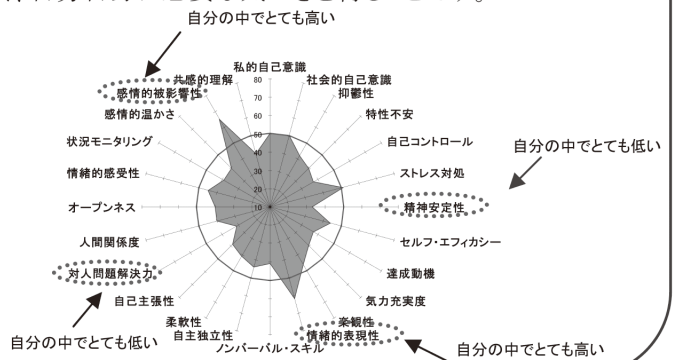 自分の中でとても高い
私的自己意識
共感的理解
社会的自己意識
感情的被影響性
抑鬱性
感情的温かさ
特性不安
状況モニタリング
自己コントロール
自分の中でとても低い
情緒的感受性
ストレス対処
オープンネス
精神安定性
人間関係度
セルフ・エフィカシー
対人問題解決力
達成動機
自己主張性
気力充実度
柔軟性
楽観性
自主独立性
情緒的表現性
ノンバーバル・スキル
自分の中でとても低い
自分の中でとても高い
80
70
60
50
40
30
20
10